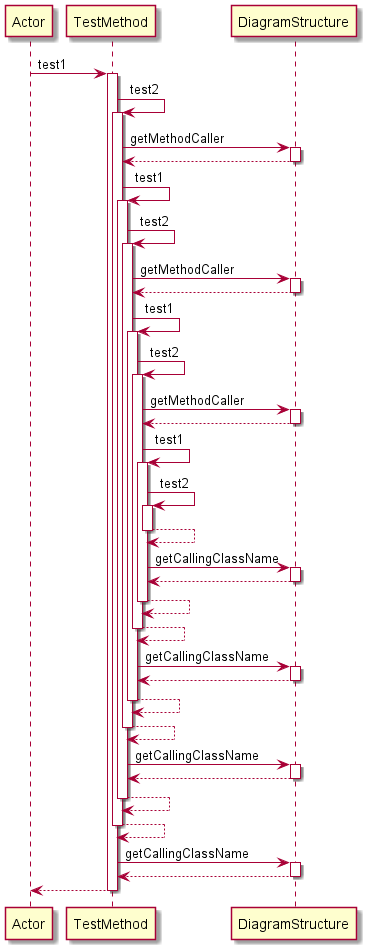 Actor TestMethod DiagramStructure
test1
test2
getMethodCaller
test1
test2
getMethodCaller
test1
test2
getMethodCaller
test1
test2
getCallingClassName
getCallingClassName
getCallingClassName
getCallingClassName
Actor TestMethod DiagramStructure